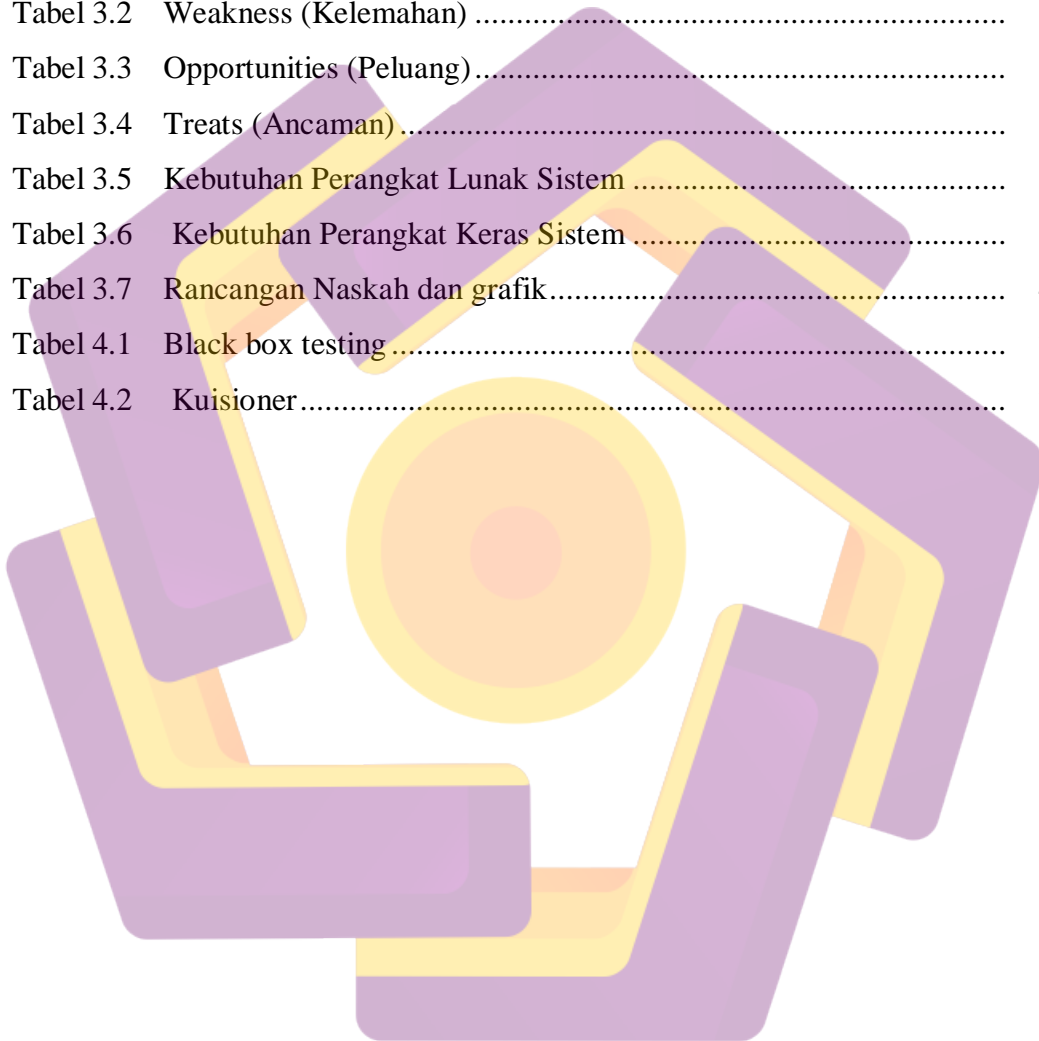 Tabel 3.2 Weakness (Kelemahan) ................................................................
Tabel 3.3 Opportunities (Peluang) ................................................................
Tabel 3.4 Treats (Ancaman) .........................................................................
Tabel 3.5 Kebutuhan Perangkat Lunak Sistem .............................................
Tabel 3.6 Kebutuhan Perangkat Keras Sistem .............................................
Tabel 3.7 Rancangan Naskah dan grafik.......................................................
Tabel 4.1 Black box testing ..........................................................................
Tabel 4.2 Kuisioner .....................................................................................